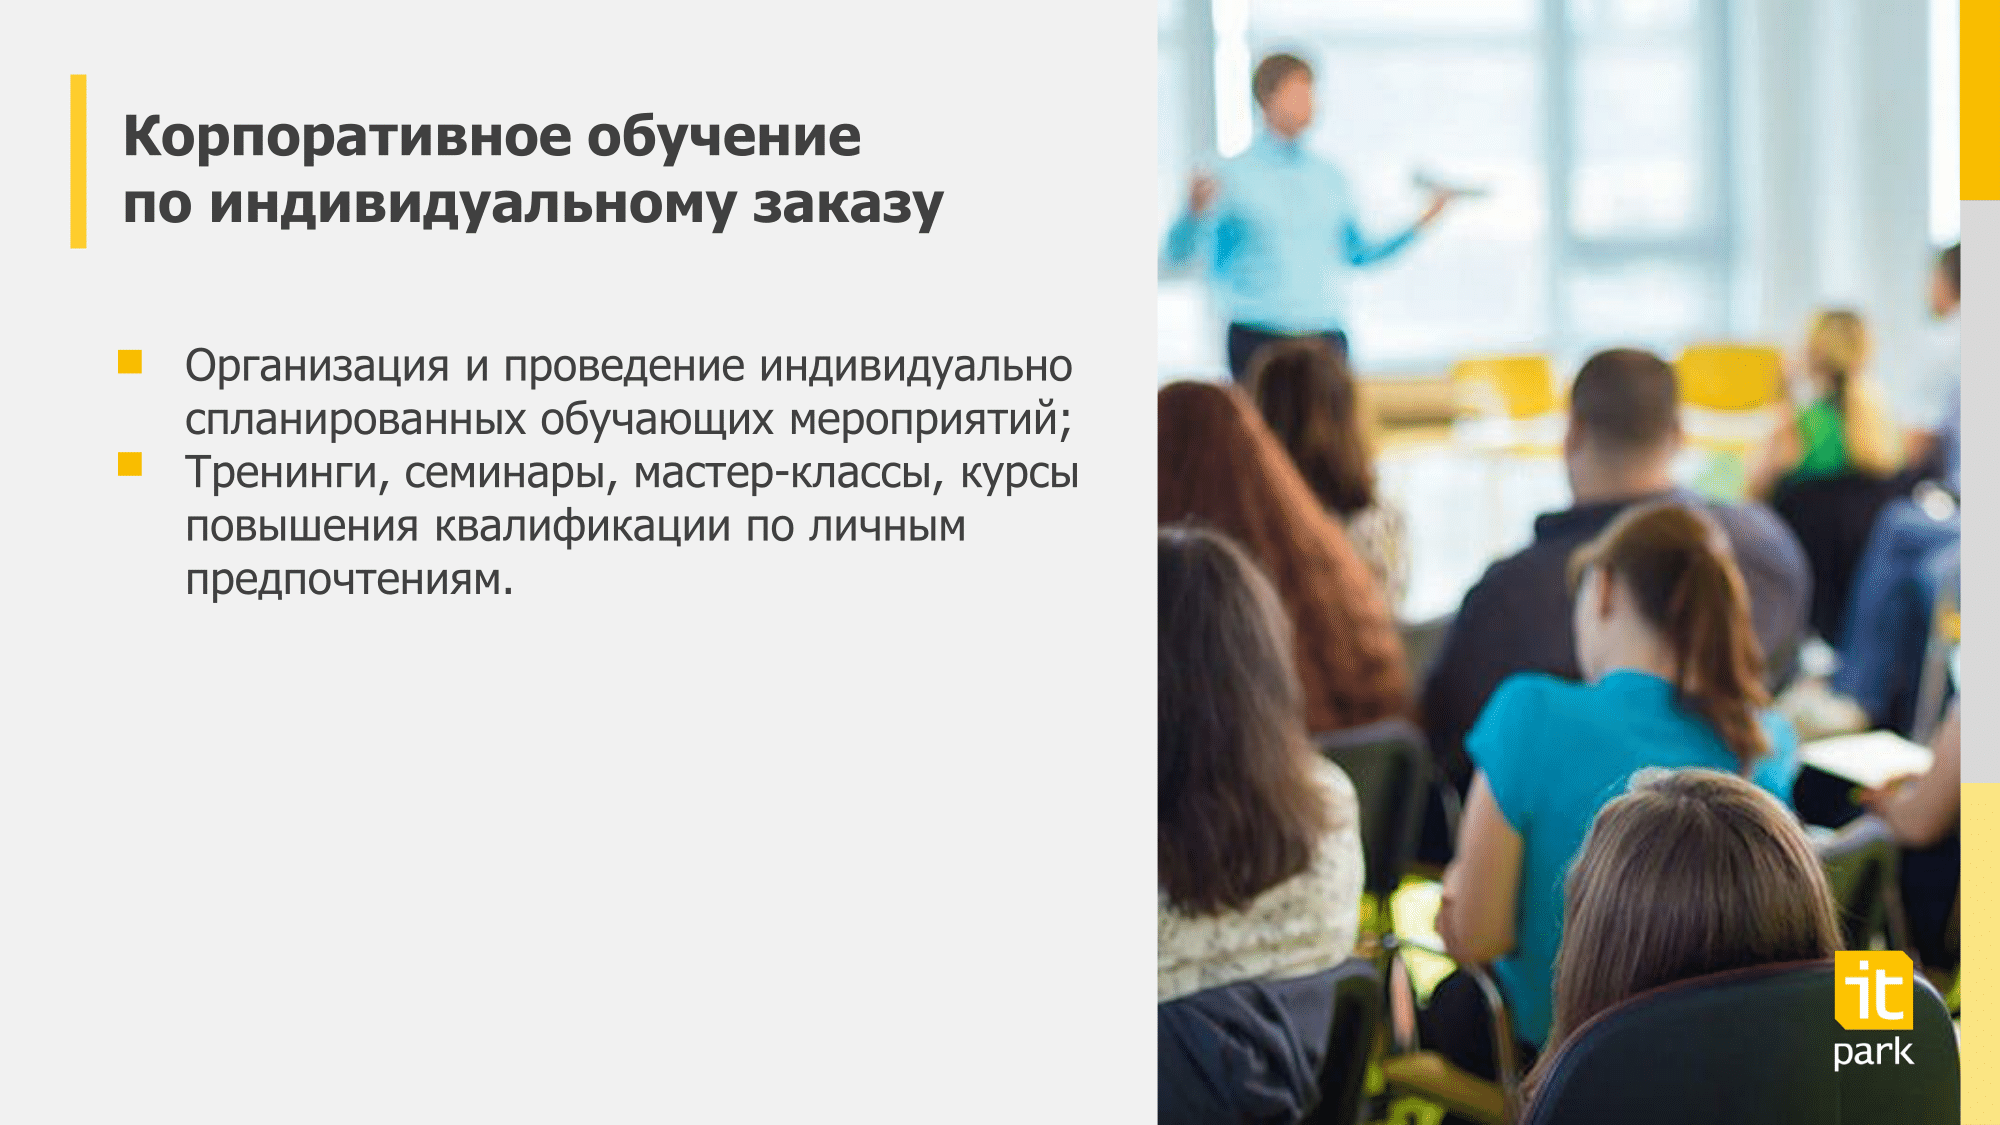 Корпоративное обучение
по индивидуальному заказу
Организация и проведение индивидуально
спланированных обучающих мероприятий;
Тренинги, семинары, мастер-классы, курсы
повышения квалификации по личным
предпочтениям.
it
park